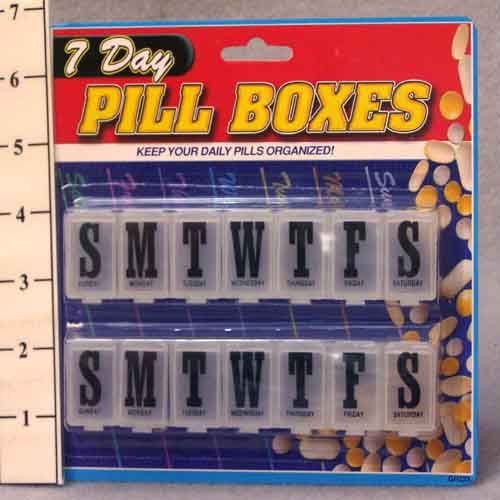 7 Day
PILL BOXES
KEEP YOUR DAILY PILLS ORGANIZED!
S M T W T F S
SUNDAY MONDAY TUESDAY WEDNESDAY THURSDAY FRIDAY SATURDAY
S M T W T F S
SUNDAY MONDAY TUESDAY WEDNESDAY THURSDAY FRIDAY SATURDAY
7
6
5
4
3
2
1